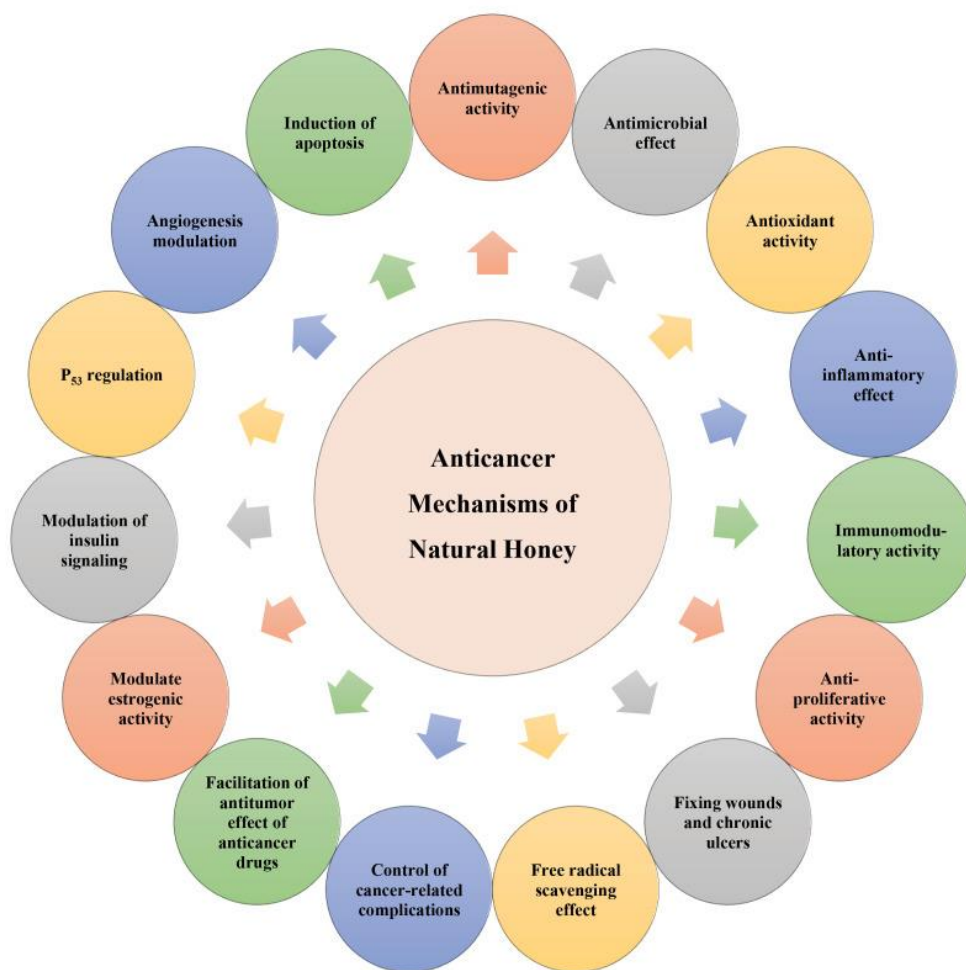 Antimutagenic
activity
Antimicrobial
effect
Antioxidant
activity
Anti-
inflammatory
effect
Immunomodu-
latory activity
Anti-
proliferative
activity
Fixing wounds
and chronic
ulcers
Free radical
scavenging
effect
Control of
cancer-related
complications
Facilitation of
antitumor
effect of
anticancer
drugs
Modulate
estrogenic
activity
Modulation of
insulin
signaling
P₅₃ regulation
Angiogenesis
modulation
Induction of
apoptosis
Anticancer
Mechanisms of
Natural Honey